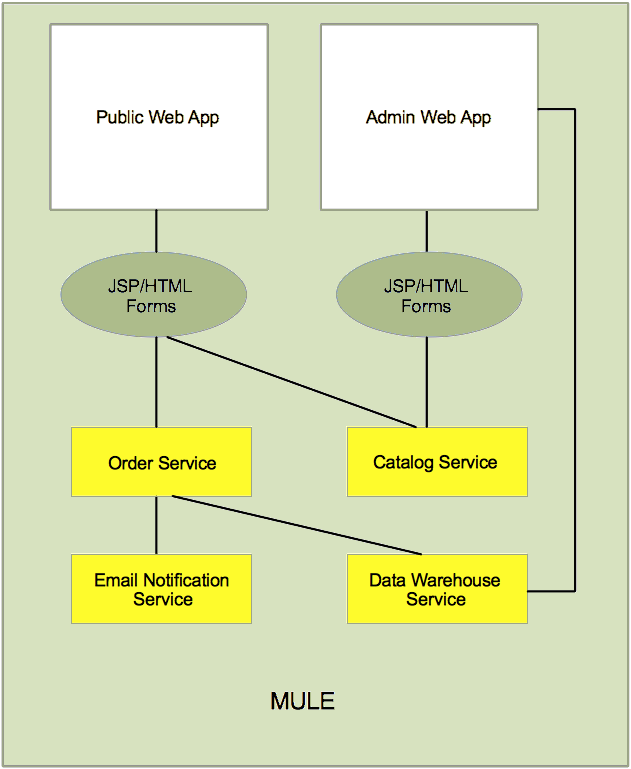 Public Web App
Admin Web App
JSP/HTML
Forms
JSP/HTML
Forms
Order Service
Catalog Service
Email Notification
Service
Data Warehouse
Service
MULE